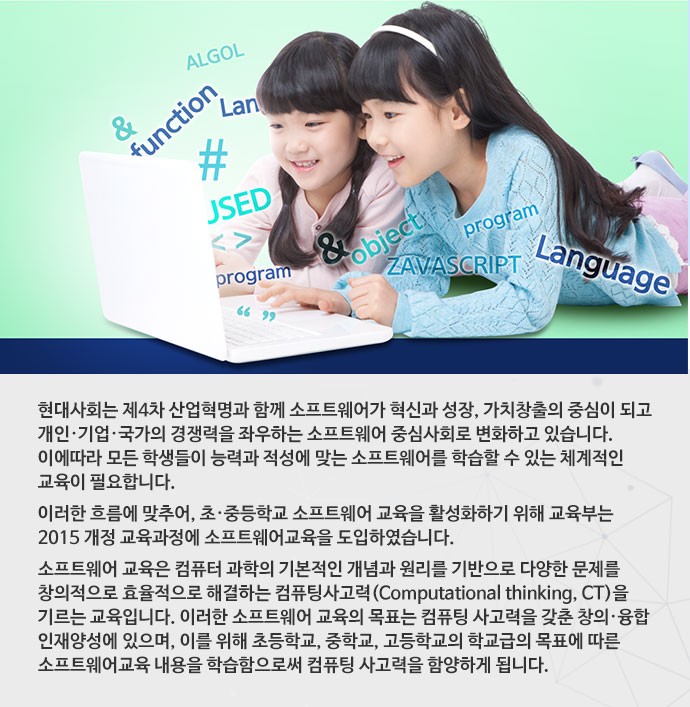 ALGOL
&
function
Lan
#
USED
< >
program
“ ”
&
object
program
ZAVASCRIPT
Language
현대사회는 제4차 산업혁명과 함께 소프트웨어가 혁신과 성장, 가치창출의 중심이 되고
개인·기업·국가의 경쟁력을 좌우하는 소프트웨어 중심사회로 변화하고 있습니다.
이에따라 모든 학생들이 능력과 적성에 맞는 소프트웨어를 학습할 수 있는 체계적인
교육이 필요합니다.
이러한 흐름에 맞추어, 초·중등학교 소프트웨어 교육을 활성화하기 위해 교육부는
2015 개정 교육과정에 소프트웨어교육을 도입하였습니다.
소프트웨어 교육은 컴퓨터 과학의 기본적인 개념과 원리를 기반으로 다양한 문제를
창의적으로 효율적으로 해결하는 컴퓨팅사고력(Computational thinking, CT)을
기르는 교육입니다. 이러한 소프트웨어 교육의 목표는 컴퓨팅 사고력을 갖춘 창의·융합
인재양성에 있으며, 이를 위해 초등학교, 중학교, 고등학교의 학교급의 목표에 따른
소프트웨어교육 내용을 학습함으로써 컴퓨팅 사고력을 함양하게 됩니다.